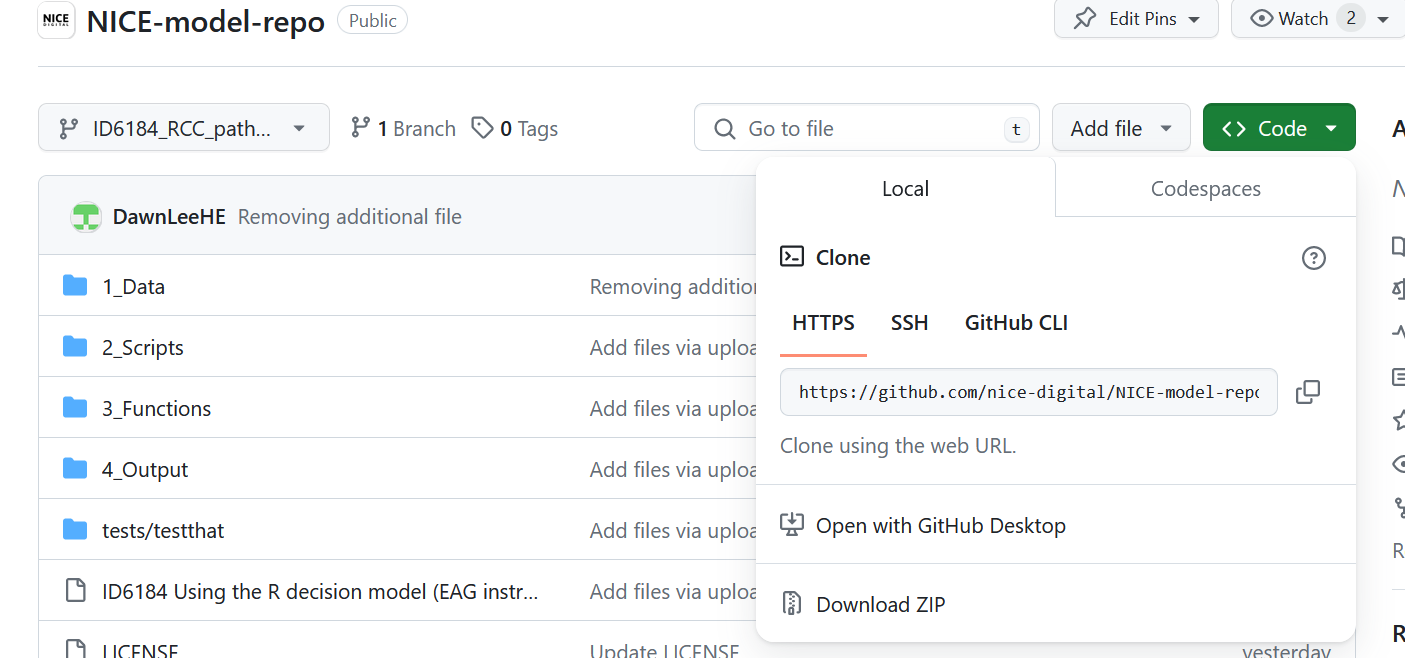 NICE DIGITAL NICE-model-repo Public Edit Pins Watch 2
ID6184_RCC_path... 1 Branch 0 Tags Go to file t Add file Code
Local Codespaces
DawnLeeHE Removing additional file
Clone
1_Data Removing additio
HTTPS SSH GitHub CLI
2_Scripts Add files via uploa
https://github.com/nice-digital/NICE-model-repo
3_Functions Add files via uploa
Clone using the web URL.
4_Output Add files via uploa
Open with GitHub Desktop
tests/testthat Add files via uploa
ID6184 Using the R decision model (EAG instr... Add files via uploa
Download ZIP
LICENSE Update LICENSE yesterday